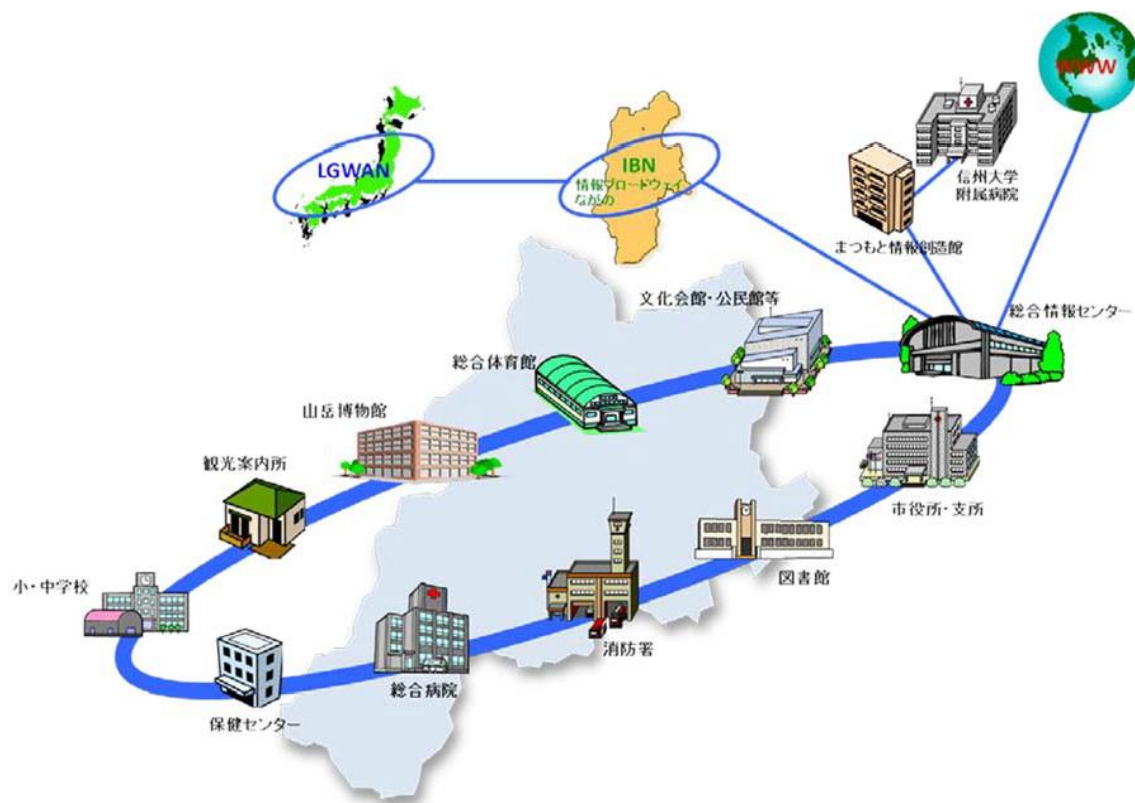 WWW
LGWAN
IBN
情報ブロードウェイ
ながの
信州大学
附属病院
まつもと情報創造館
総合情報センター
文化会館・公民館等
総合体育館
山岳博物館
観光案内所
市役所・支所
図書館
小・中学校
消防署
総合病院
保健センター